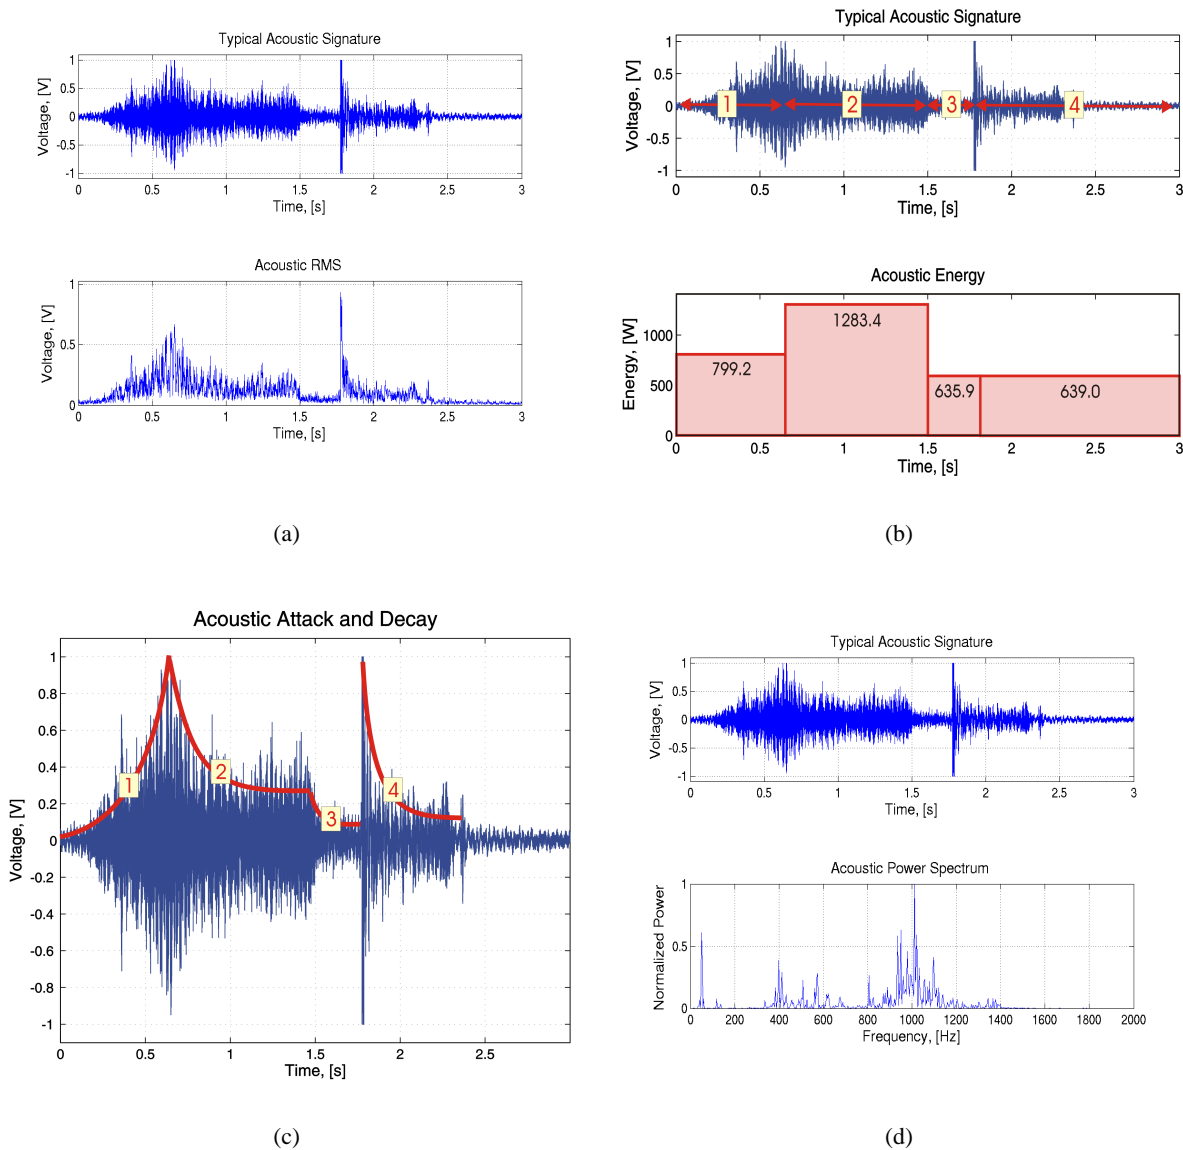 Typical Acoustic Signature
Voltage, [V]
1
0.5
0
-0.5
-1
0 0.5 1 1.5 2 2.5 3
Time, [s]
Acoustic RMS
Voltage, [V]
1
0.5
0
0 0.5 1 1.5 2 2.5 3
Time, [s]
(a)
Typical Acoustic Signature
Voltage, [V]
1
0.5
0
-0.5
-1
1 2 3 4
0 0.5 1 1.5 2 2.5 3
Time, [s]
Acoustic Energy
Energy, [W]
1000
500
0
799.2
1283.4
635.9
639.0
0 0.5 1 1.5 2 2.5 3
Time, [s]
(b)
Acoustic Attack and Decay
Voltage, [V]
1
0.8
0.6
0.4
0.2
0
-0.2
-0.4
-0.6
-0.8
-1
1
2
3
4
0 0.5 1 1.5 2 2.5
Time, [s]
(c)
Typical Acoustic Signature
Voltage, [V]
1
0.5
0
-0.5
-1
0 0.5 1 1.5 2 2.5 3
Time, [s]
Acoustic Power Spectrum
Normalized Power
1
0.5
0
0 200 400 600 800 1000 1200 1400 1600 1800 2000
Frequency, [Hz]
(d)